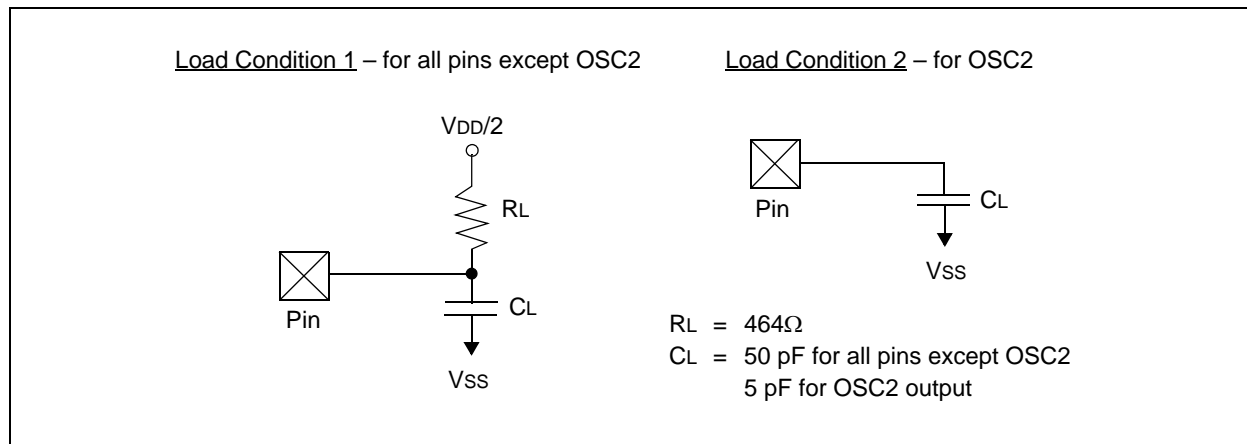 Load Condition 1 – for all pins except OSC2
VDD/2
RL
Pin
CL
VSS
Load Condition 2 – for OSC2
Pin
CL
VSS
RL = 464Ω
CL = 50 pF for all pins except OSC2
5 pF for OSC2 output